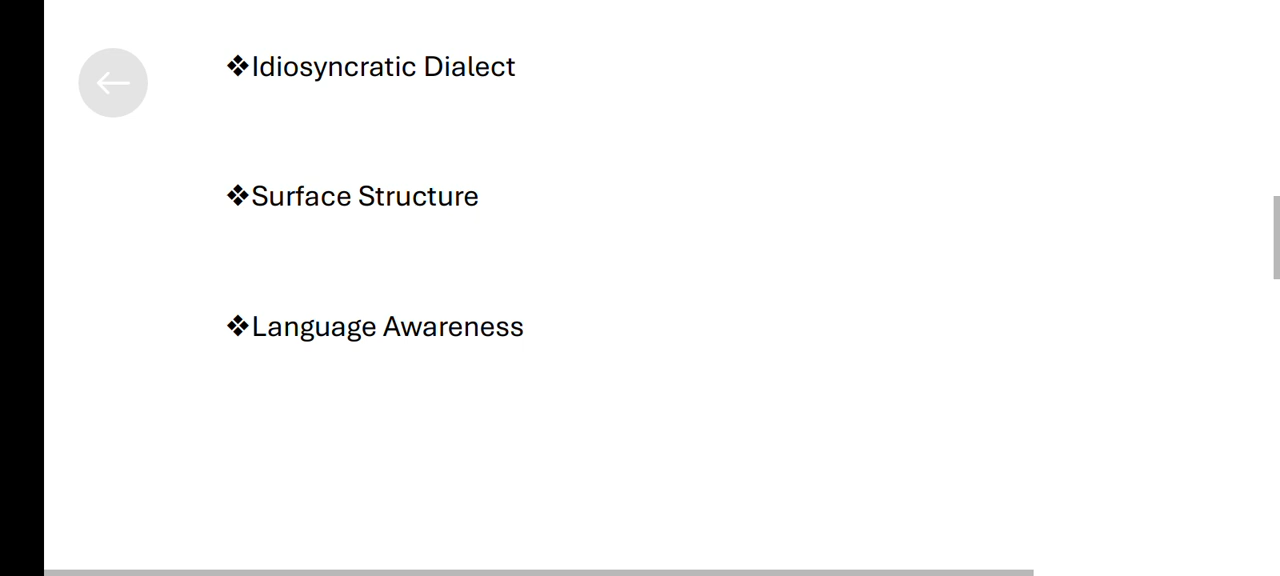 ❖Idiosyncratic Dialect
❖Surface Structure
❖Language Awareness